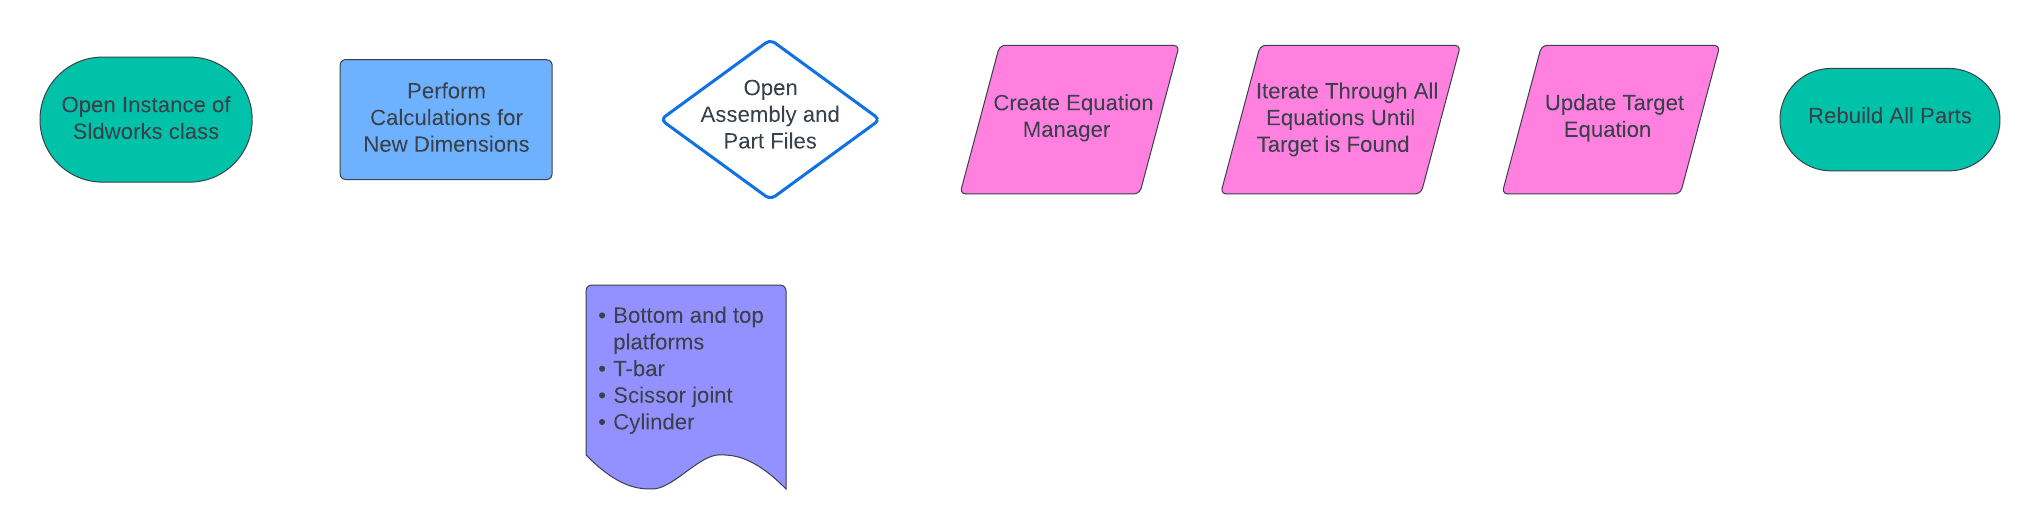 Open Instance of
Sldworks class
Perform
Calculations for
New Dimensions
Open
Assembly and
Part Files
Create Equation
Manager
Iterate Through All
Equations Until
Target is Found
Update Target
Equation
Rebuild All Parts
• Bottom and top
platforms
• T-bar
• Scissor joint
• Cylinder